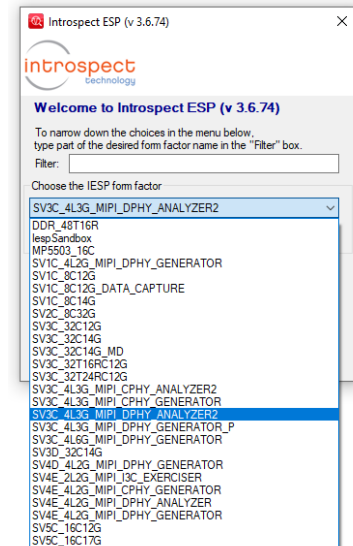 Introspect ESP (v 3.6.74)
introspect
technology
Welcome to Introspect ESP (v 3.6.74)
To narrow down the choices in the menu below,
type part of the desired form factor name in the "Filter" box.
Filter:
Choose the IESP form factor
SV3C_4L3G_MIPI_DPHY_ANALYZER2
DDR_48T16R
IespSandbox
MP5503_16C
SV1C_4L2G_MIPI_DPHY_GENERATOR
SV1C_8C12G
SV1C_8C12G_DATA_CAPTURE
SV1C_8C14G
SV2C_8C32G
SV3C_32C12G
SV3C_32C14G
SV3C_32C14G_MD
SV3C_32T16RC12G
SV3C_32T24RC12G
SV3C_4L3G_MIPI_CPHY_ANALYZER2
SV3C_4L3G_MIPI_CPHY_GENERATOR
SV3C_4L3G_MIPI_DPHY_ANALYZER2
SV3C_4L3G_MIPI_DPHY_GENERATOR_P
SV3C_4L6G_MIPI_DPHY_GENERATOR
SV3D_32C14G
SV4D_4L2G_MIPI_DPHY_GENERATOR
SV4E_2L2G_MIPI_I3C_EXERCISER
SV4E_4L2G_MIPI_CPHY_GENERATOR
SV4E_4L2G_MIPI_DPHY_ANALYZER
SV4E_4L2G_MIPI_DPHY_GENERATOR
SV5C_16C12G
SV5C_16C17G